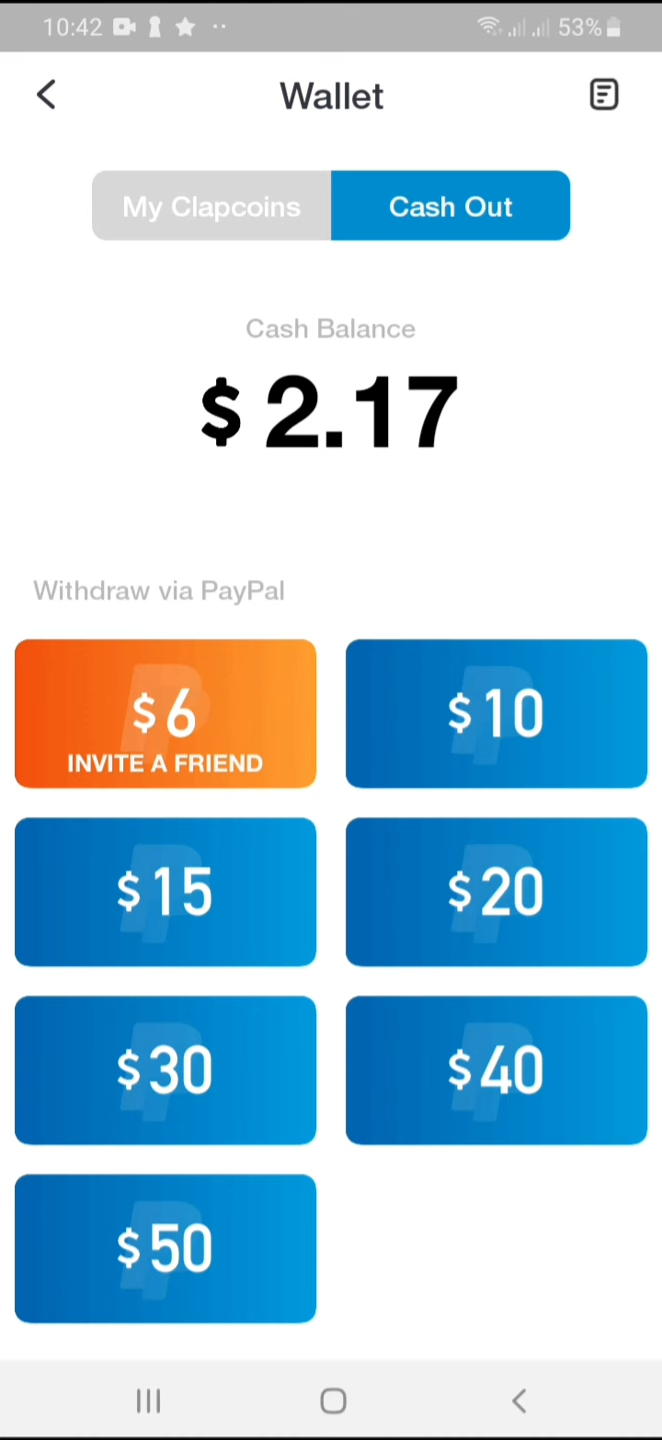 10:42 53%
Wallet
My Clapcoins Cash Out
Cash Balance
$ 2.17
Withdraw via PayPal
$ 6 $ 10
INVITE A FRIEND
$ 15 $ 20
$ 30 $ 40
$ 50